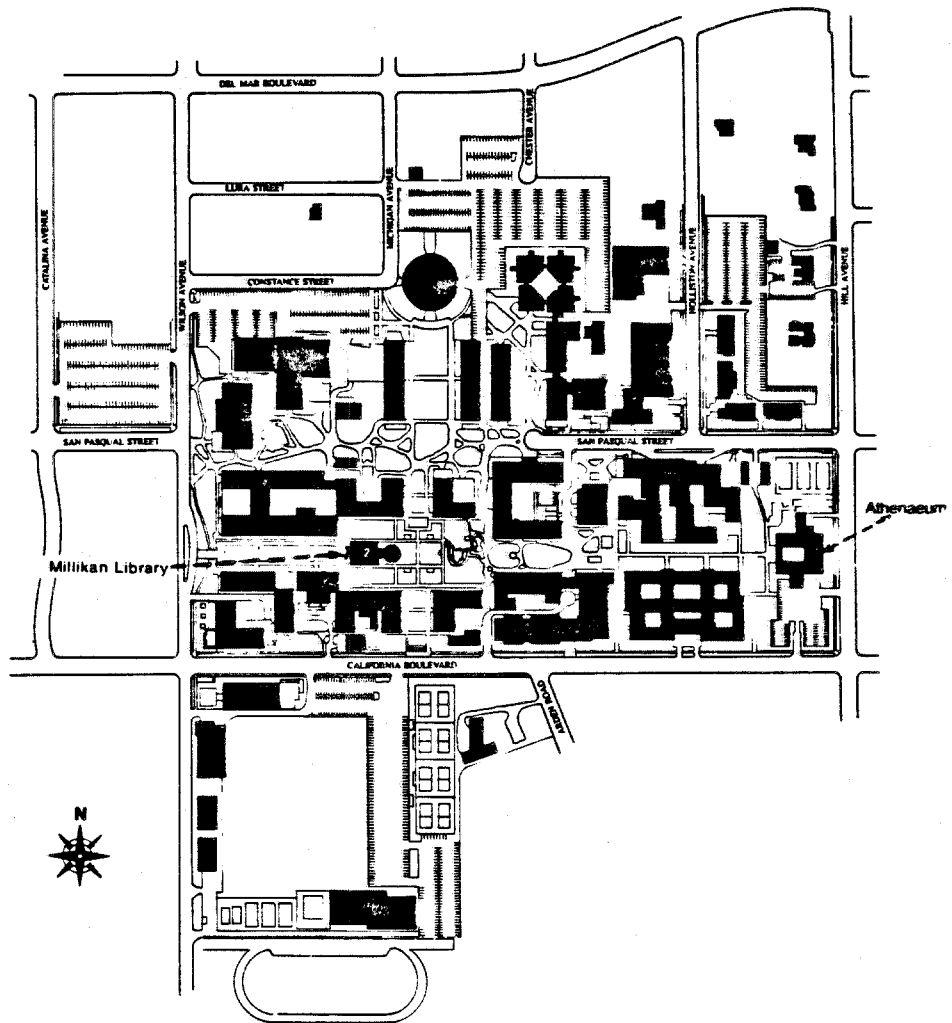 DEL MAR BOULEVARD
CHESTER AVENUE
LURA STREET
MICHIGAN AVENUE
CATALINA AVENUE
WILSON AVENUE
CONSTANCE STREET
HOLLISTON AVENUE
HILL AVENUE
SAN PASQUAL STREET
SAN PASQUAL STREET
Athenaeum
2
Millikan Library
CALIFORNIA BOULEVARD
ARDEN ROAD
N